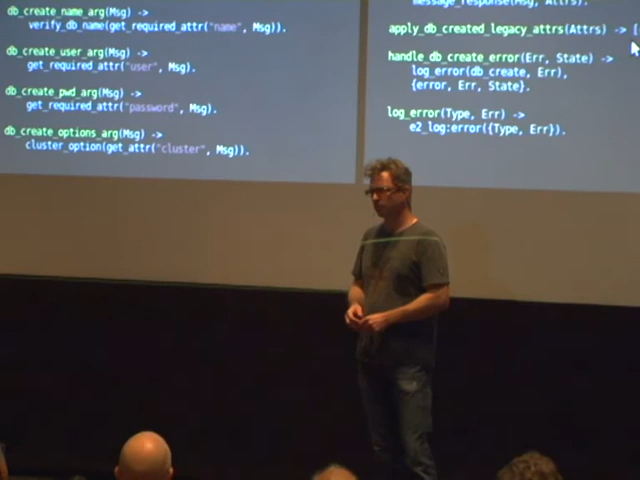 db_create_name_arg(Msg) ->
verify_db_name(get_required_attr("name", Msg)).
db_create_user_arg(Msg) ->
get_required_attr("user", Msg).
db_create_pwd_arg(Msg) ->
get_required_attr("password", Msg).
db_create_options_arg(Msg) ->
cluster_option(get_attr("cluster", Msg)).
message_response(Msg, Attrs).
apply_db_created_legacy_attrs(Attrs) -> [
handle_db_create_error(Err, State) ->
log_error(db_create, Err),
{error, Err, State}.
log_error(Type, Err) ->
e2_log:error({Type, Err}).